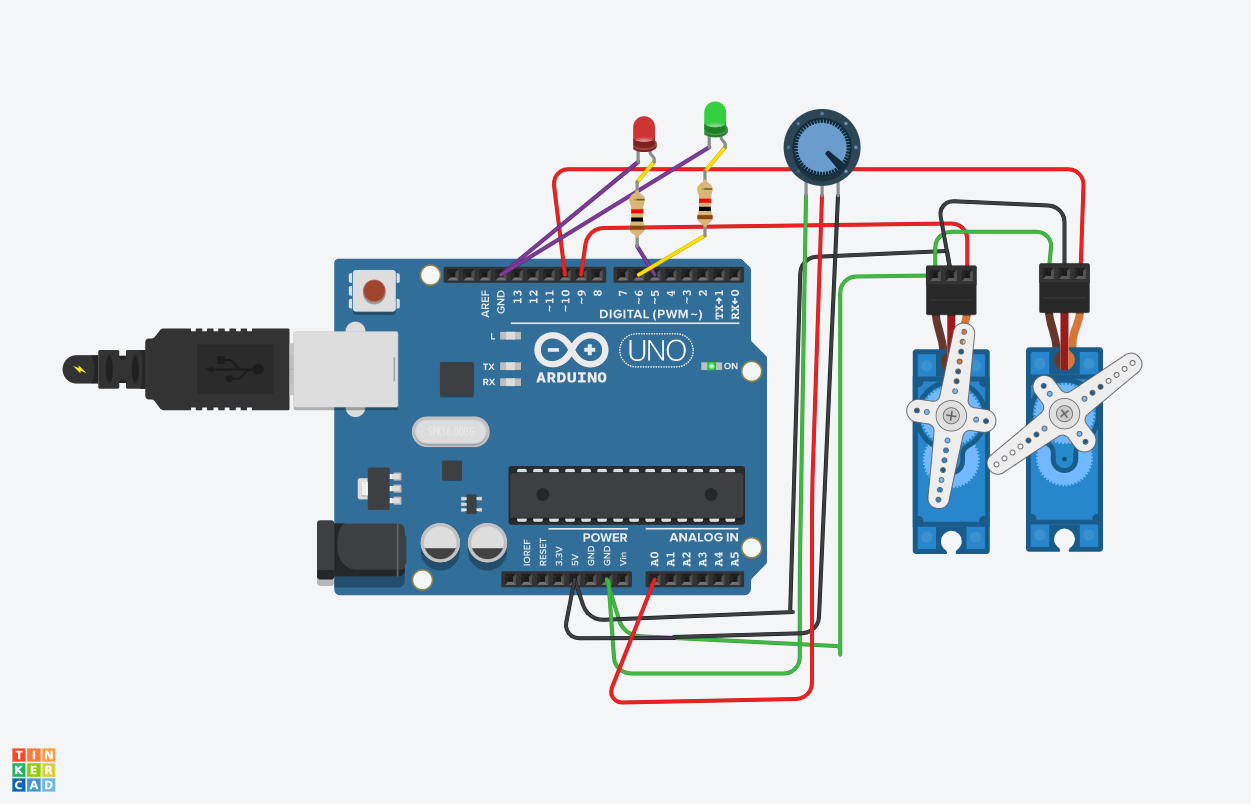 AREF
GND
13
12
~11
~10
~9
8
7
~6
~5
4
~3
2
TX→1
RX←0
DIGITAL (PWM~)
L
TX
RX
ARDUINO
UNO
ON
SPK16.000G
POWER
ANALOG IN
IOREF
RESET
3.3V
5V
GND
GND
Vin
A0
A1
A2
A3
A4
A5
TIN
KER
CAD